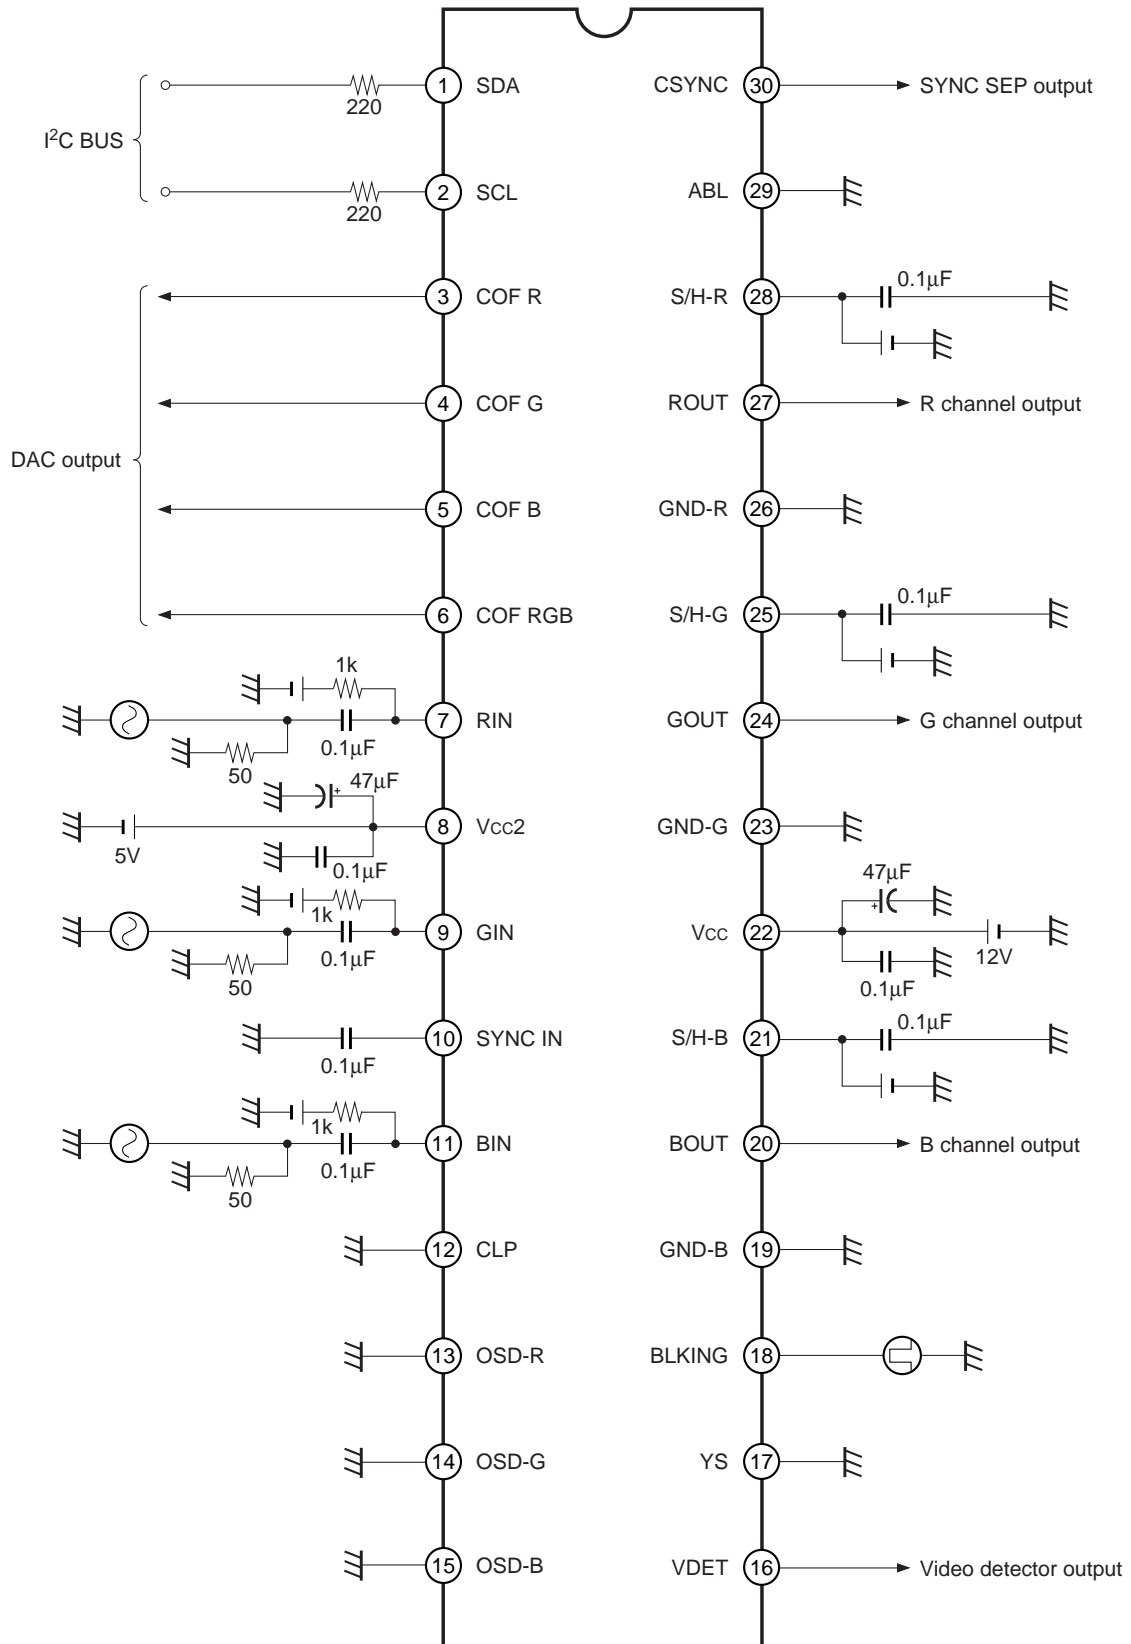 I²C BUS
220
1 SDA
220
2 SCL
DAC output
3 COF R
4 COF G
5 COF B
6 COF RGB
1k
7 RIN
0.1µF
50
47µF
+
8 Vcc2
5V
0.1µF
1k
9 GIN
0.1µF
50
10 SYNC IN
0.1µF
1k
11 BIN
0.1µF
50
12 CLP
13 OSD-R
14 OSD-G
15 OSD-B
CSYNC 30 SYNC SEP output
ABL 29
0.1µF
S/H-R 28
ROUT 27 R channel output
GND-R 26
0.1µF
S/H-G 25
GOUT 24 G channel output
GND-G 23
47µF
+
Vcc 22
12V
0.1µF
0.1µF
S/H-B 21
BOUT 20 B channel output
GND-B 19
BLKING 18
YS 17
VDET 16 Video detector output